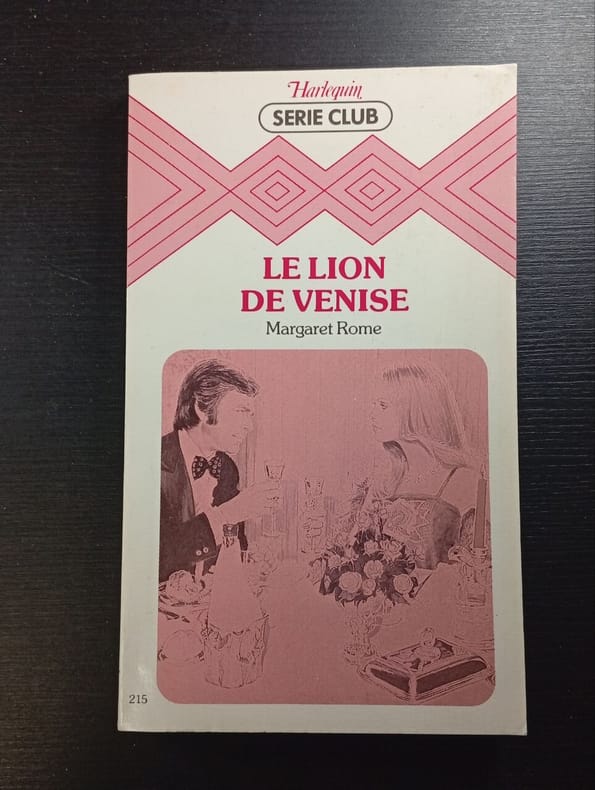 Harlequin
SERIE CLUB
LE LION
DE VENISE
Margaret Rome
215